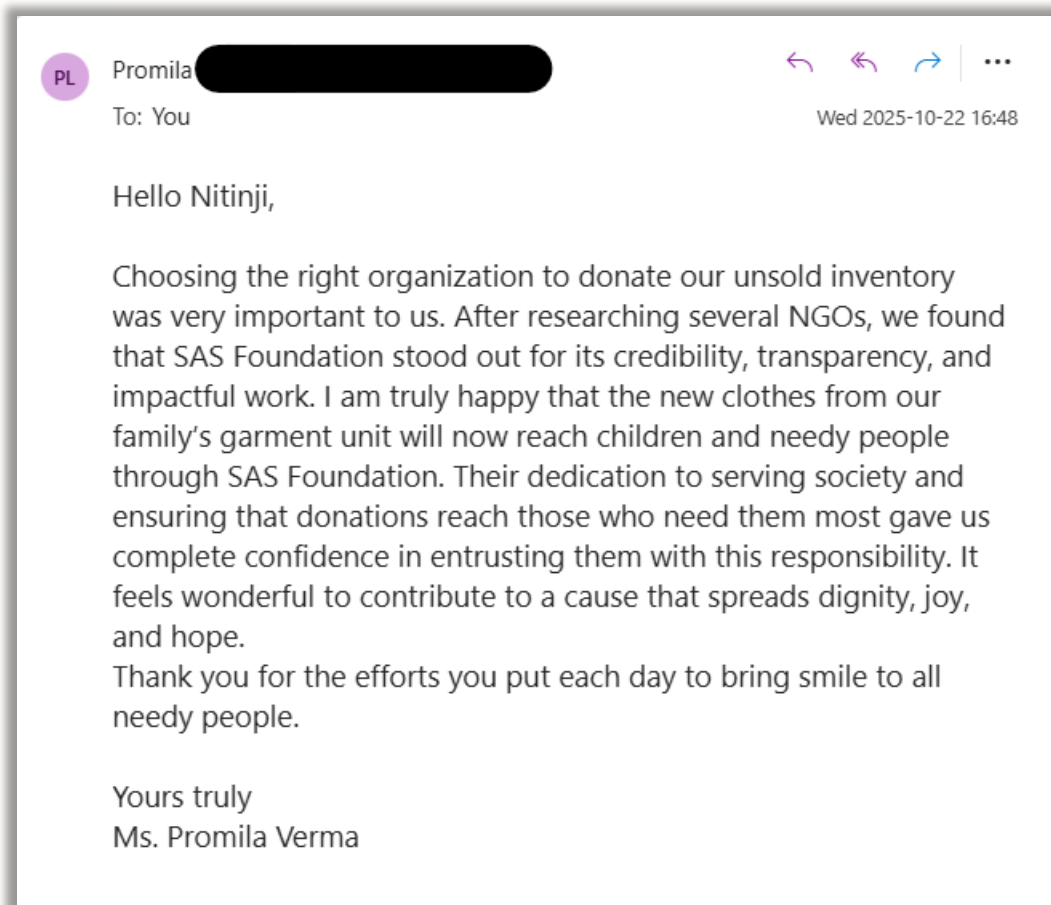 PL
Promila
To: You
Wed 2025-10-22 16:48
Hello Nitinji,
Choosing the right organization to donate our unsold inventory
was very important to us. After researching several NGOs, we found
that SAS Foundation stood out for its credibility, transparency, and
impactful work. I am truly happy that the new clothes from our
family’s garment unit will now reach children and needy people
through SAS Foundation. Their dedication to serving society and
ensuring that donations reach those who need them most gave us
complete confidence in entrusting them with this responsibility. It
feels wonderful to contribute to a cause that spreads dignity, joy,
and hope.
Thank you for the efforts you put each day to bring smile to all
needy people.
Yours truly
Ms. Promila Verma